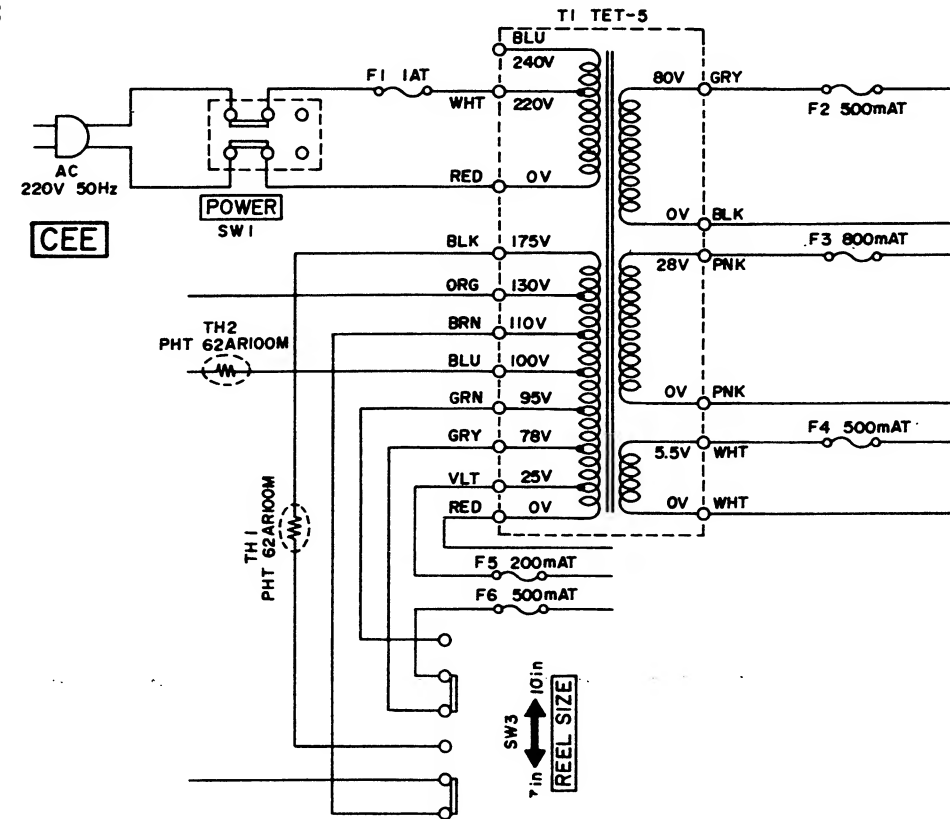 T1 TET-5
BLU
240V
F1 1AT
WHT
220V
RED
0V
AC
220V 50Hz
POWER
SW1
CEE
80V
GRY
F2 500mAT
0V
BLK
F3 800mAT
28V
PNK
0V
PNK
F4 500mAT
5.5V
WHT
0V
WHT
BLK
175V
ORG
130V
BRN
110V
BLU
100V
GRN
95V
GRY
78V
VLT
25V
RED
0V
TH2
PHT 62AR100M
TH1
PHT 62AR100M
F5 200mAT
F6 500mAT
SW3
7in
10in
REEL SIZE